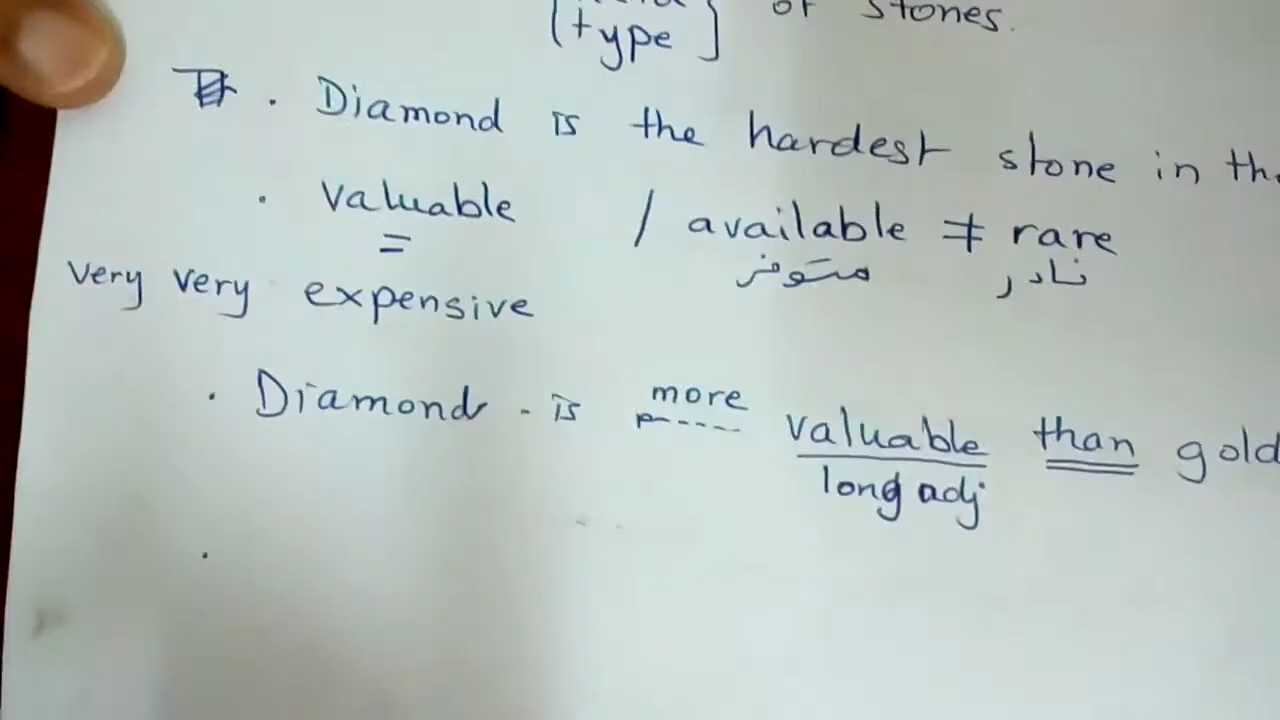 of stones.
(type]
. Diamond is the hardest stone in
. valuable / available ≠ rare
=
متوفر نادر
very very expensive
. Diamond is more valuable than gold
long adj